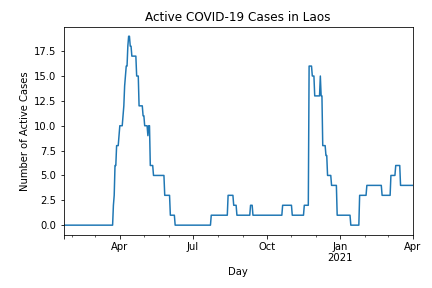 Active COVID-19 Cases in Laos
Number of Active Cases
17.5
15.0
12.5
10.0
7.5
5.0
2.5
0.0
Apr Jul Oct Jan Apr
2021
Day